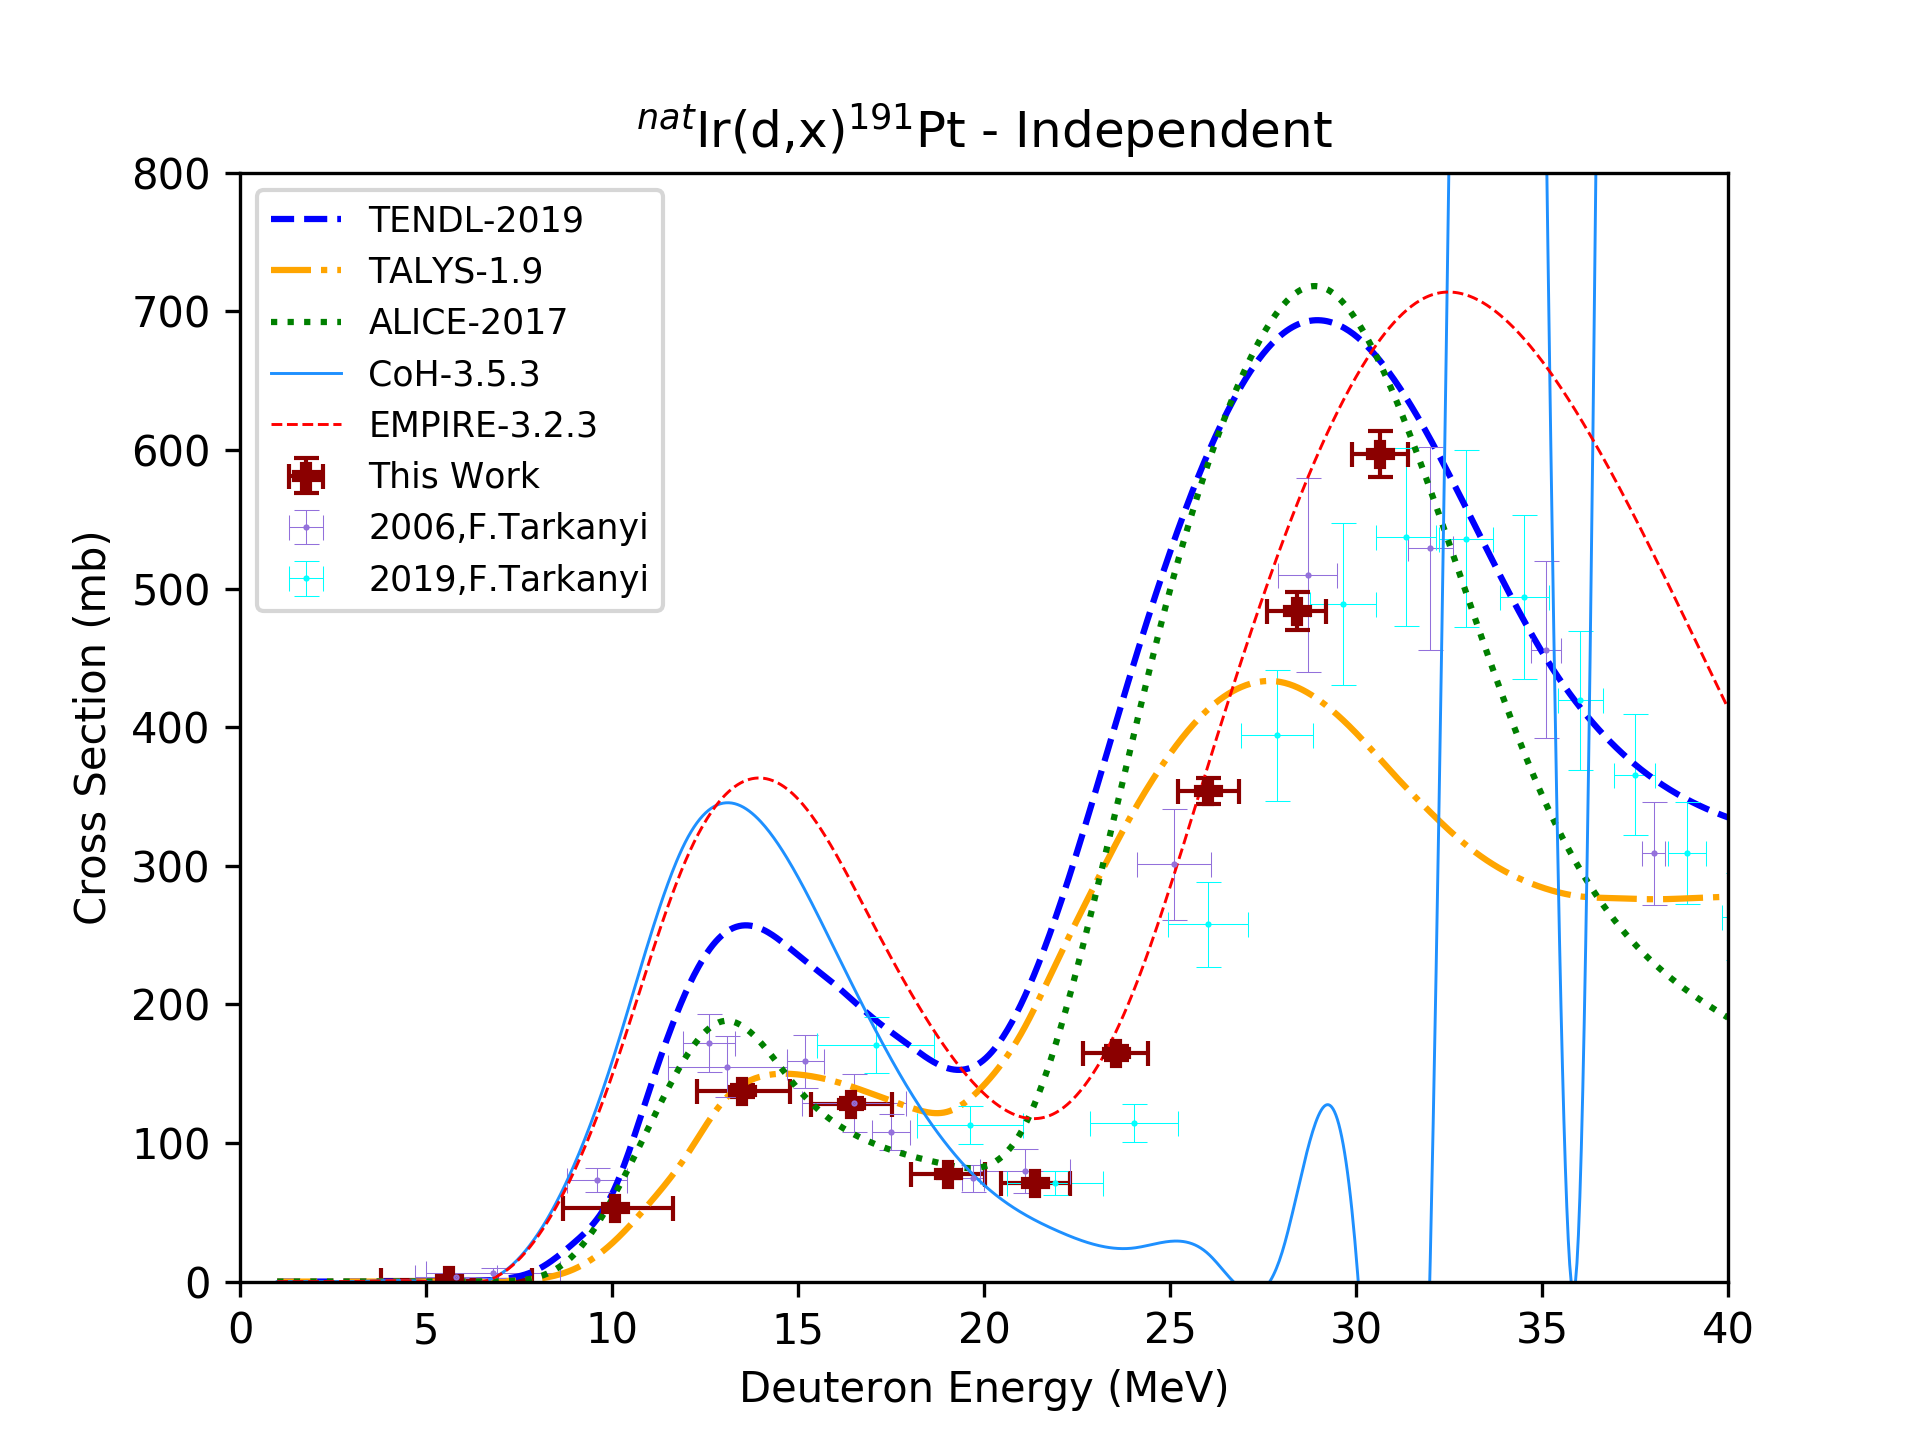 natIr(d,x)191Pt - Independent
TENDL-2019
TALYS-1.9
ALICE-2017
CoH-3.5.3
EMPIRE-3.2.3
This Work
2006,F.Tarkanyi
2019,F.Tarkanyi
Cross Section (mb)
800
700
600
500
400
300
200
100
0
0 5 10 15 20 25 30 35 40
Deuteron Energy (MeV)